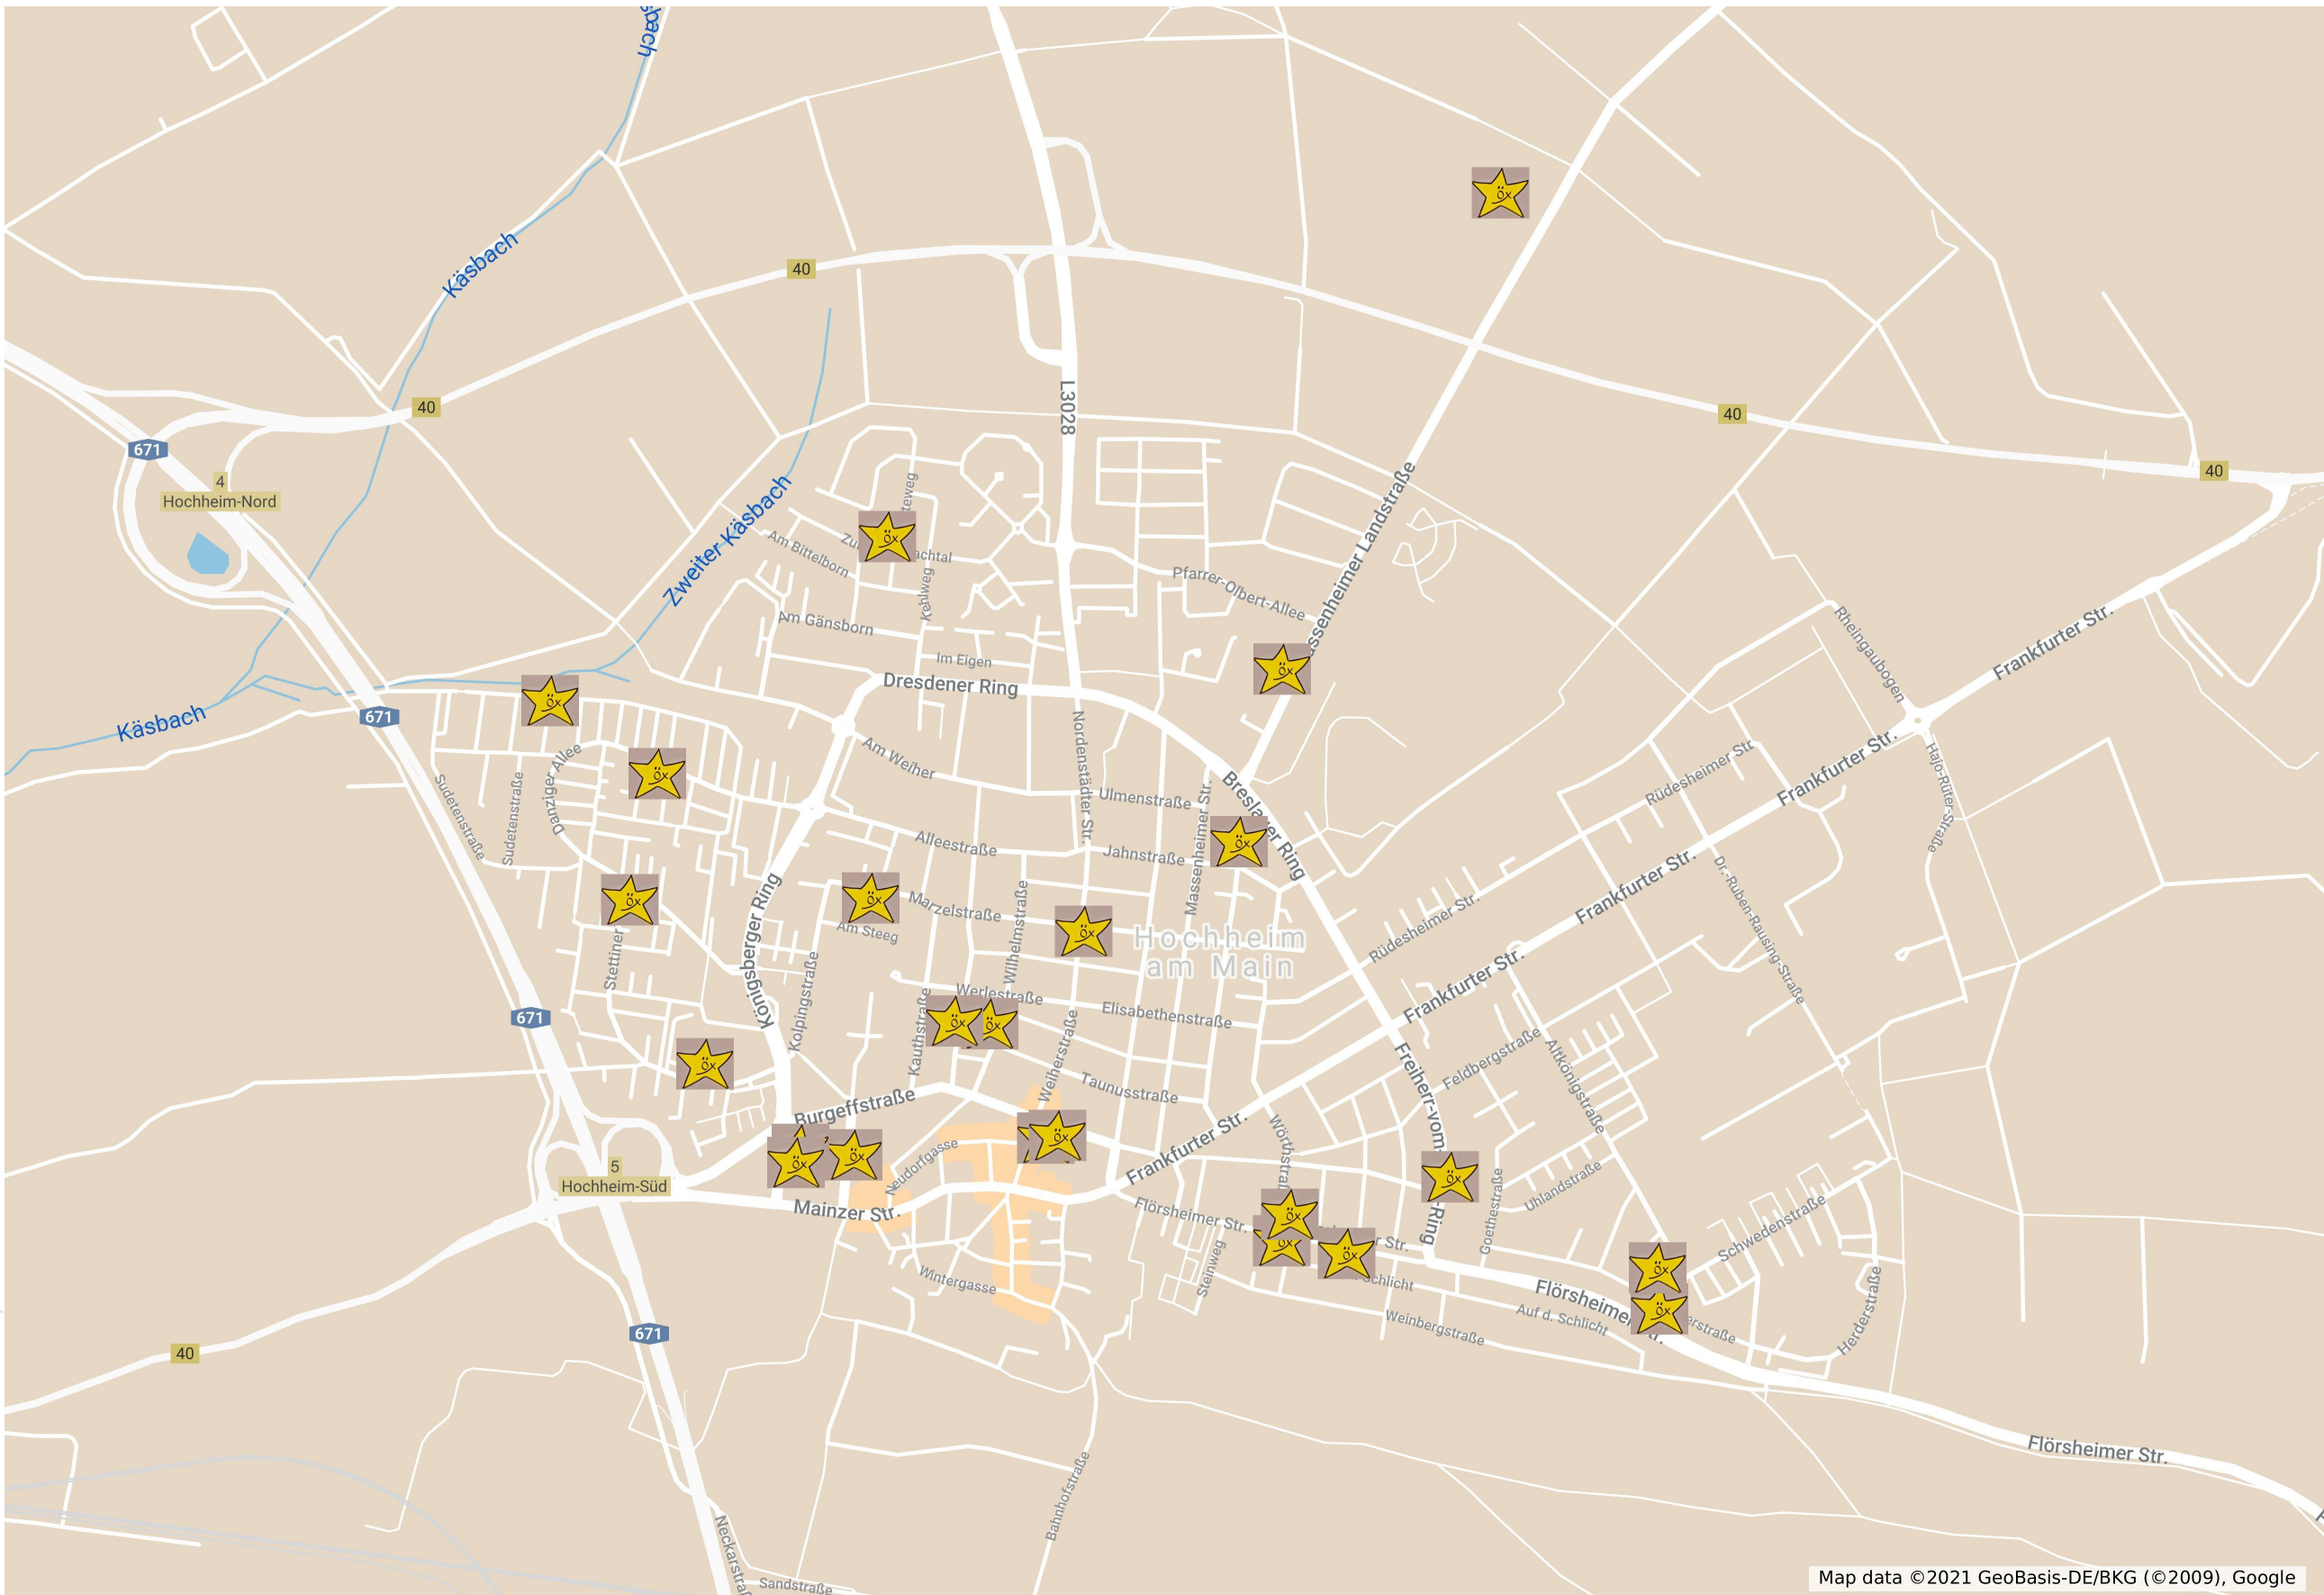 Käsbach
40
40
L3028
40
40
671
4
Hochheim-Nord
Zweiter Käsbach
Am Bittelborn
Kehlweg
Am Gänsborn
Im Eigen
Dresdener Ring
Pfarrer-Olbert-Allee
Rheingaubogen
Frankfurter Str.
Käsbach
671
Danziger Allee
Sudetenstraße
Sudetenstraße
Am Weiher
Nordenstädter Str.
Ulmenstraße
Massenheimer Str.
Breslauer Ring
Rüdesheimer Str.
Frankfurter Str.
Hajo-Rüter-Straße
Alleestraße
Jahnstraße
Frankfurter Str.
Dr.-Ruben-Rausing-Straße
Königsberger Ring
Marzelstraße
Am Steeg
Wilhelmstraße
Hochheim
am Main
Rüdesheimer Str.
Stettiner
Kolpingstraße
Werlestraße
Elisabethenstraße
Frankfurter Str.
671
Kauthstraße
Weiherstraße
Taunusstraße
Feldbergstraße
Altkönigstraße
Burgeffstraße
Frankfurter Str.
Freiherr-vom
-Ring
Neudorfgasse
5
Hochheim-Süd
Mainzer Str.
Flörsheimer Str.
Steinweg
Goethestraße
Uhlandstraße
Schwedenstraße
Wintergasse
Schlicht
Weinbergstraße
Auf d. Schlicht
Herderstraße
671
40
Flörsheimer Str.
Bahnhofstraße
Sandstraße
Map data ©2021 GeoBasis-DE/BKG (©2009), Google